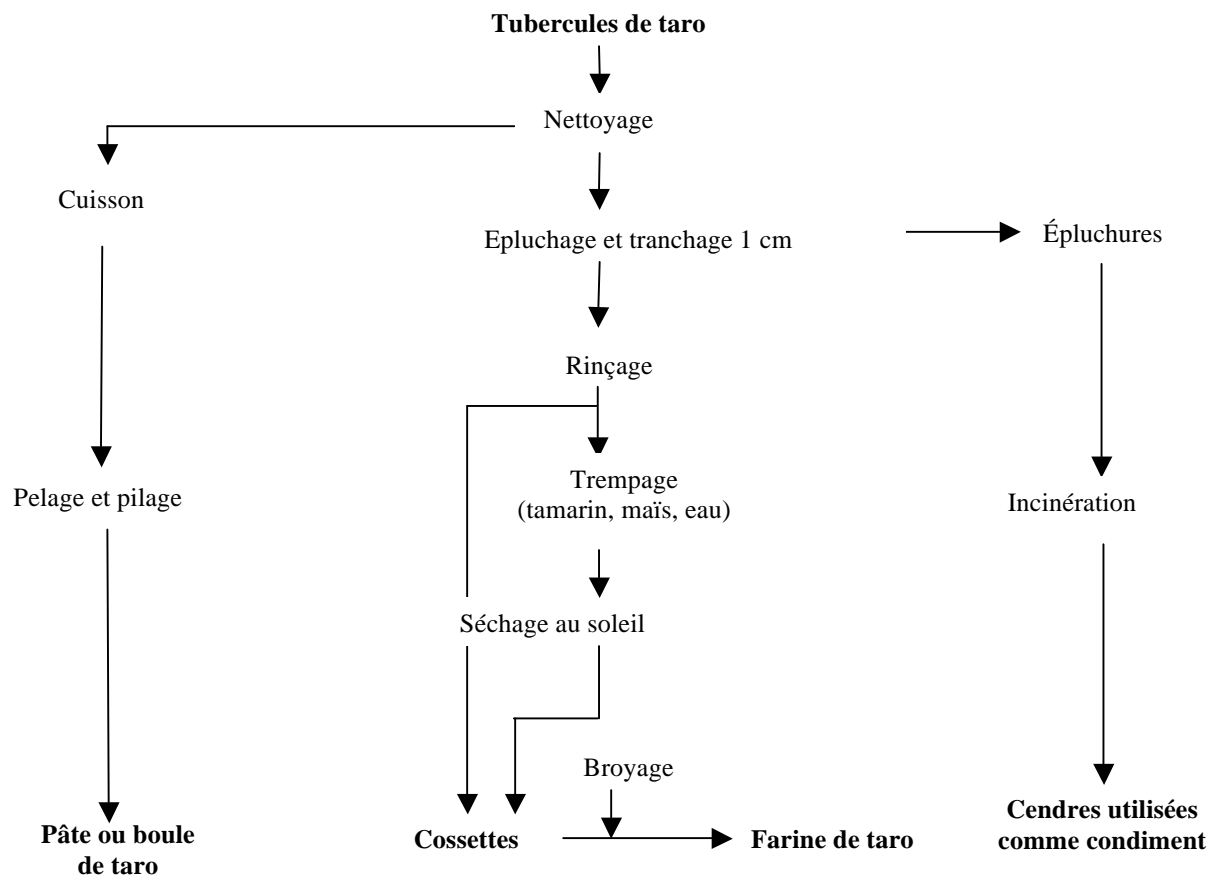 Tubercules de taro
Nettoyage
Cuisson
Epluchage et tranchage 1 cm
Épluchures
Rinçage
Trempage
(tamarin, maïs, eau)
Pelage et pilage
Incinération
Séchage au soleil
Broyage
Pâte ou boule
de taro
Cossettes
Farine de taro
Cendres utilisées
comme condiment